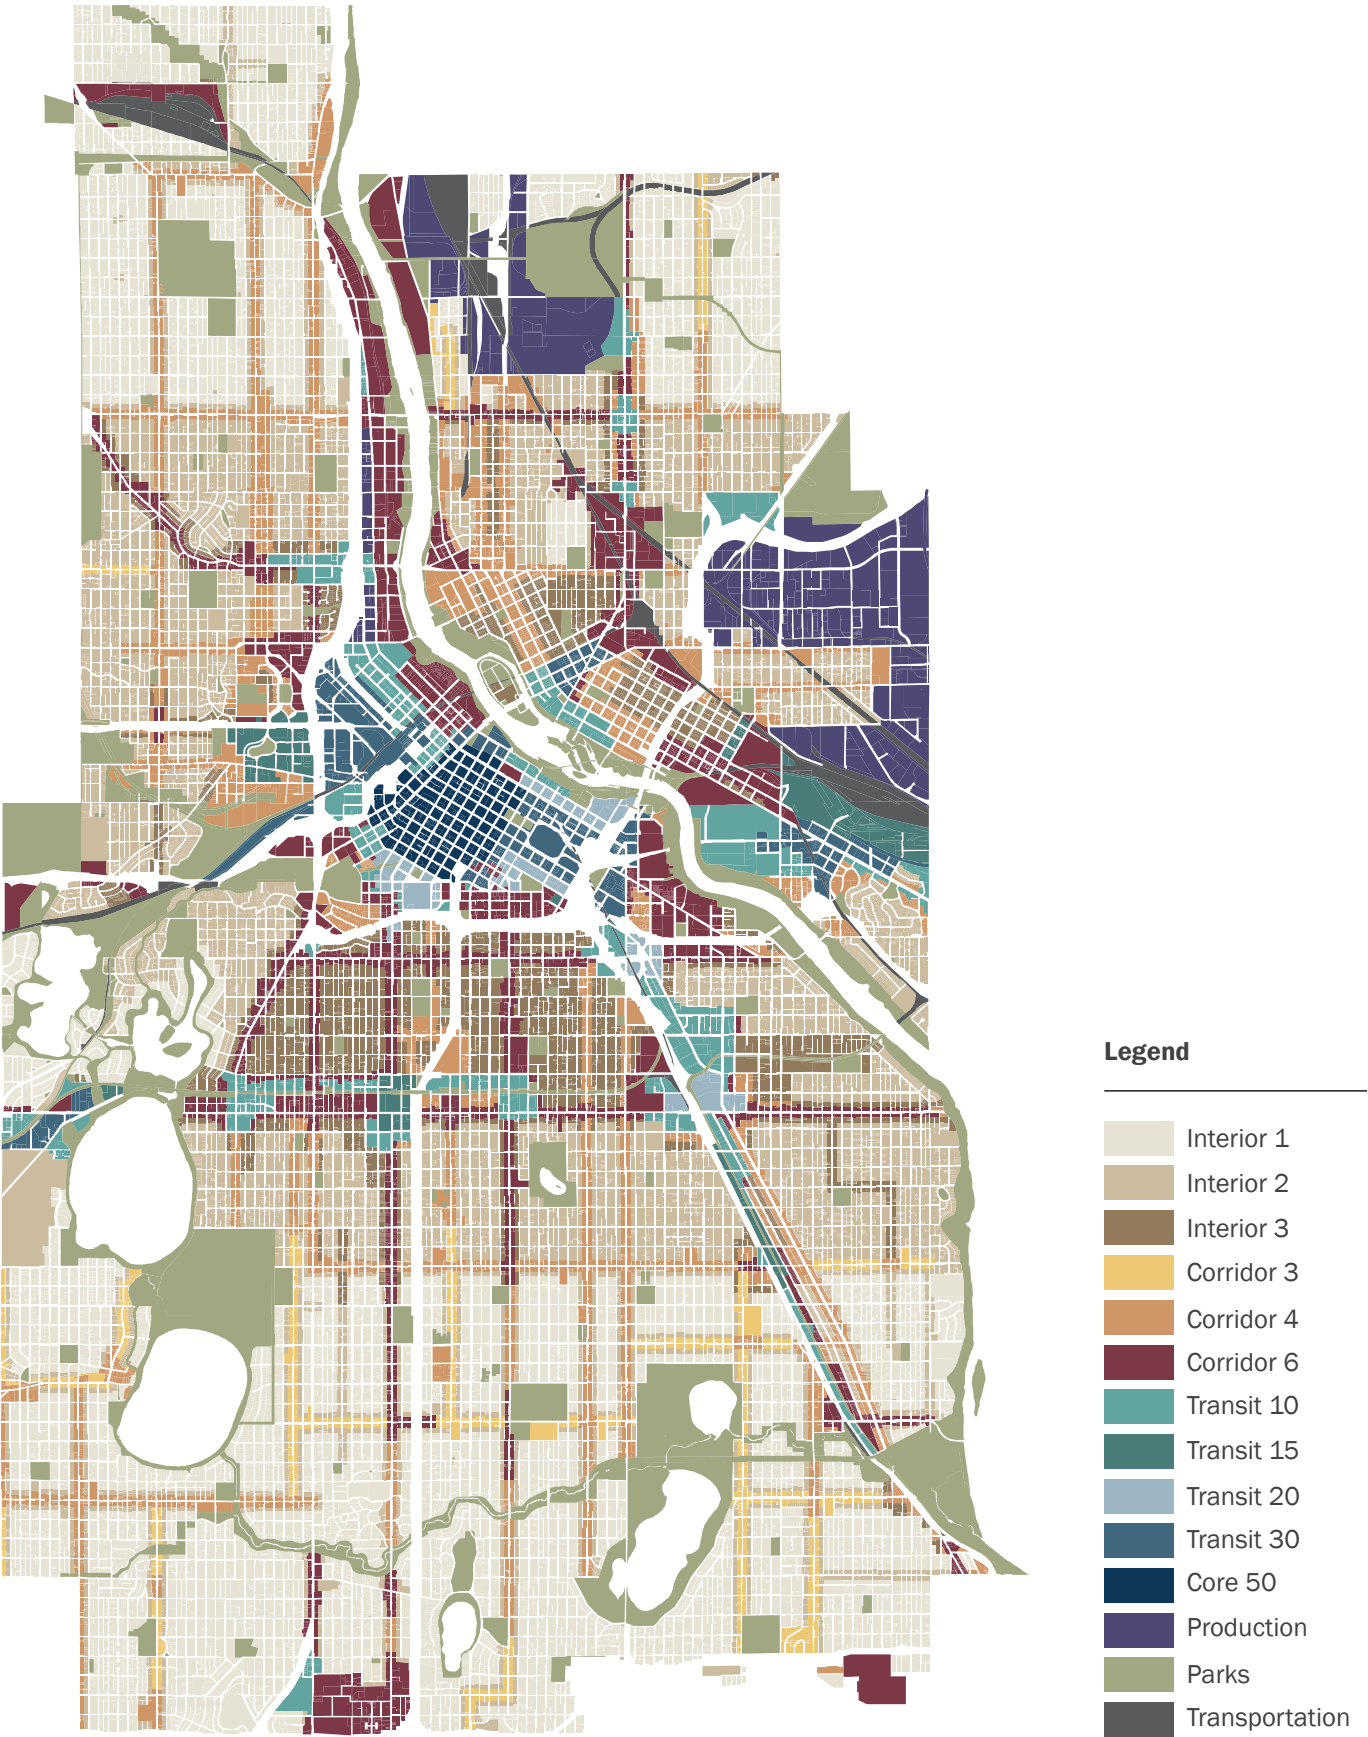 Legend
Interior 1
Interior 2
Interior 3
Corridor 3
Corridor 4
Corridor 6
Transit 10
Transit 15
Transit 20
Transit 30
Core 50
Production
Parks
Transportation